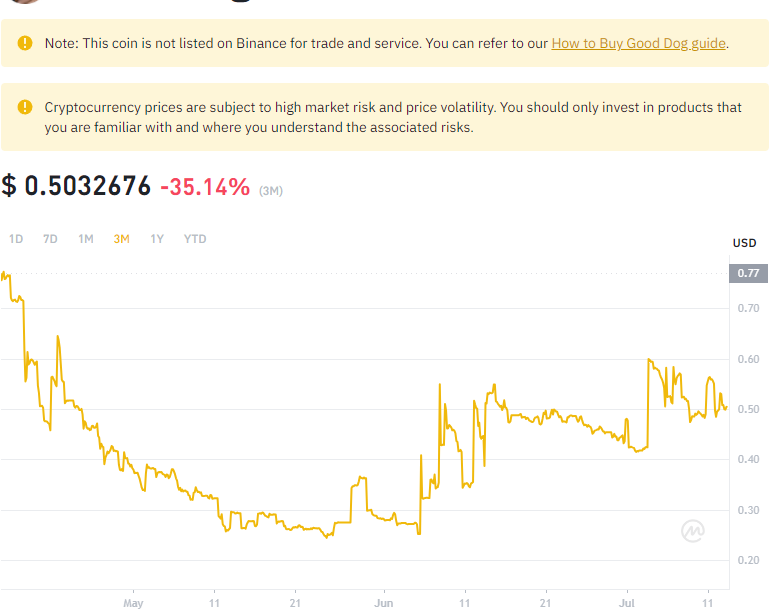 Note: This coin is not listed on Binance for trade and service. You can refer to our How to Buy Good Dog guide.
Cryptocurrency prices are subject to high market risk and price volatility. You should only invest in products that
you are familiar with and where you understand the associated risks.
$ 0.5032676 -35.14% (3M)
1D 7D 1M 3M 1Y YTD
USD
0.77
0.70
0.60
0.50
0.40
0.30
0.20
May 11 21 Jun 11 21 Jul 11